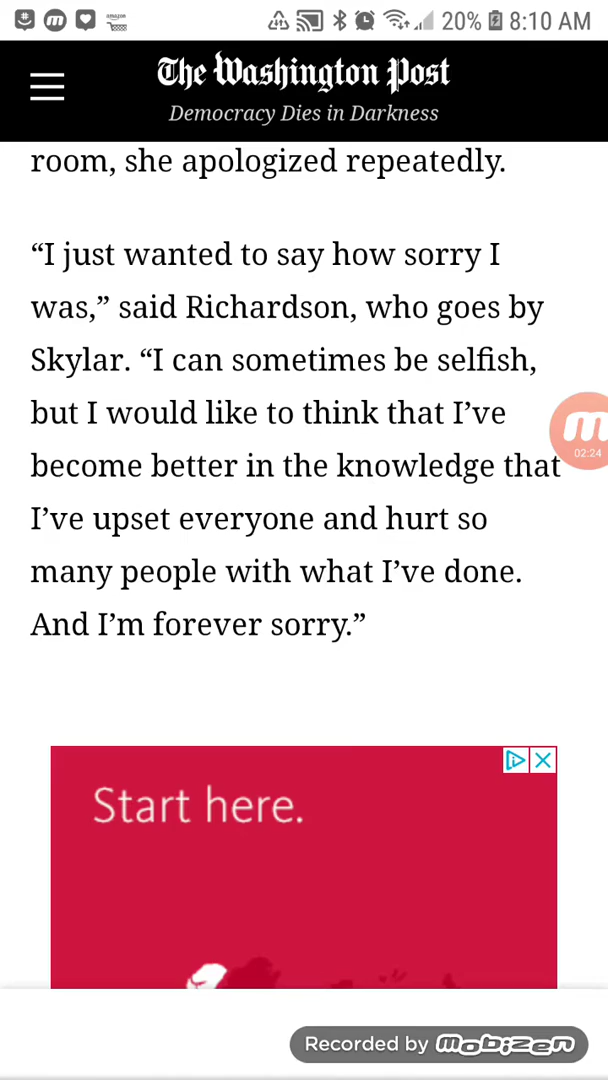 amazon
20% 8:10 AM
The Washington Post
Democracy Dies in Darkness
room, she apologized repeatedly.
“I just wanted to say how sorry I
was,” said Richardson, who goes by
Skylar. “I can sometimes be selfish,
but I would like to think that I’ve
02:24
become better in the knowledge that
I’ve upset everyone and hurt so
many people with what I’ve done.
And I’m forever sorry.”
Start here.
Recorded by mobizen